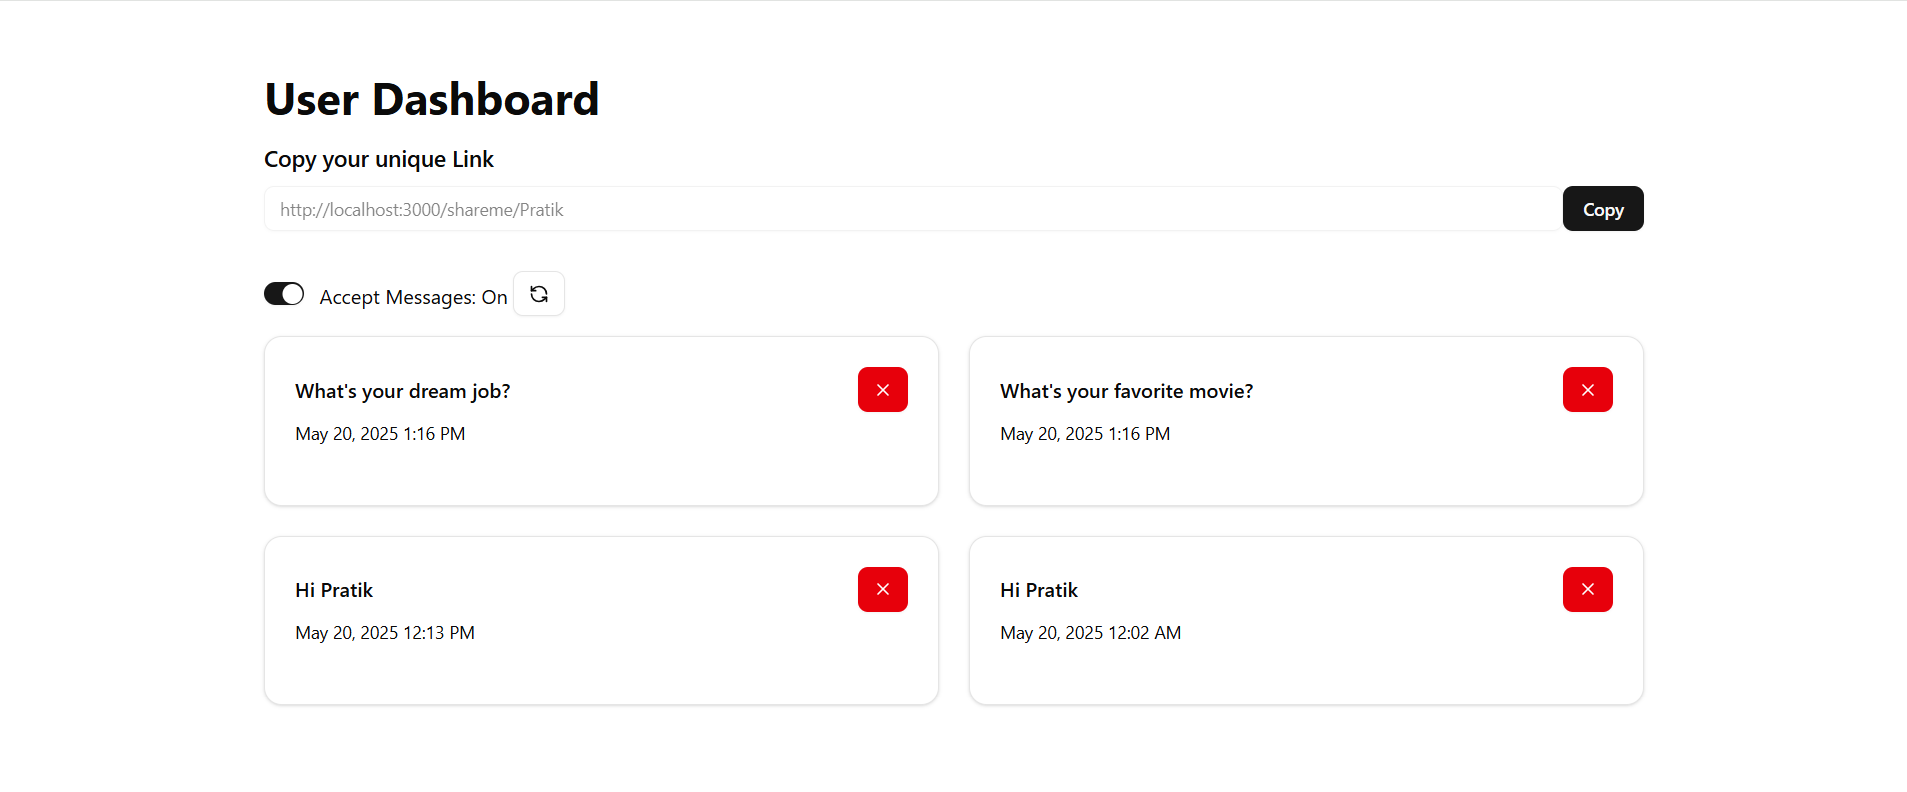 User Dashboard
Copy your unique Link
http://localhost:3000/shareme/Pratik
Copy
Accept Messages: On
What's your dream job?
May 20, 2025 1:16 PM
What's your favorite movie?
May 20, 2025 1:16 PM
Hi Pratik
May 20, 2025 12:13 PM
Hi Pratik
May 20, 2025 12:02 AM